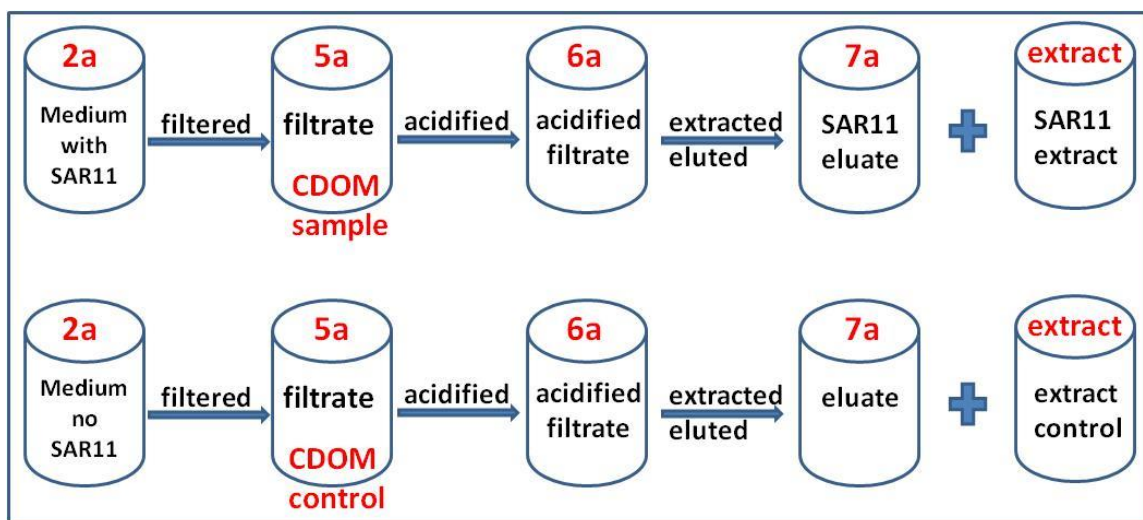 2a
5a
6a
7a
extract
Medium
with
SAR11
filtered
filtrate
CDOM
sample
acidified
acidified
filtrate
extracted
eluted
SAR11
eluate
SAR11
extract
2a
5a
6a
7a
extract
Medium
no
SAR11
filtered
filtrate
CDOM
control
acidified
acidified
filtrate
extracted
eluted
eluate
extract
control